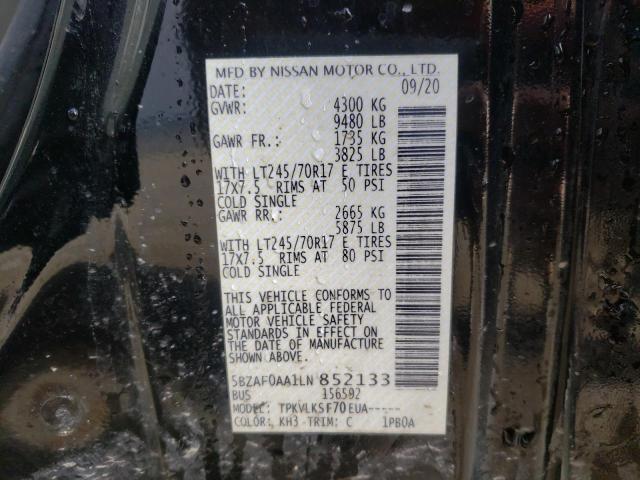 MFD BY NISSAN MOTOR CO., LTD.
DATE: 09/20
GVWR: 4300 KG
9480 LB
GAWR FR.: 1735 KG
3825 LB
WITH LT245/70R17 E TIRES
17X7.5 RIMS AT 50 PSI
COLD SINGLE
GAWR RR.: 2665 KG
5875 LB
WITH LT245/70R17 E TIRES
17X7.5 RIMS AT 80 PSI
COLD SINGLE
THIS VEHICLE CONFORMS TO
ALL APPLICABLE FEDERAL
MOTOR VEHICLE SAFETY
STANDARDS IN EFFECT ON
THE DATE OF MANUFACTURE
SHOWN ABOVE.
5BZAF0AA1LN 852133
BUS 156592
MODEL: TPKVLKSF70EUA-----
COLOR: KH3 -TRIM: C 1PB0A